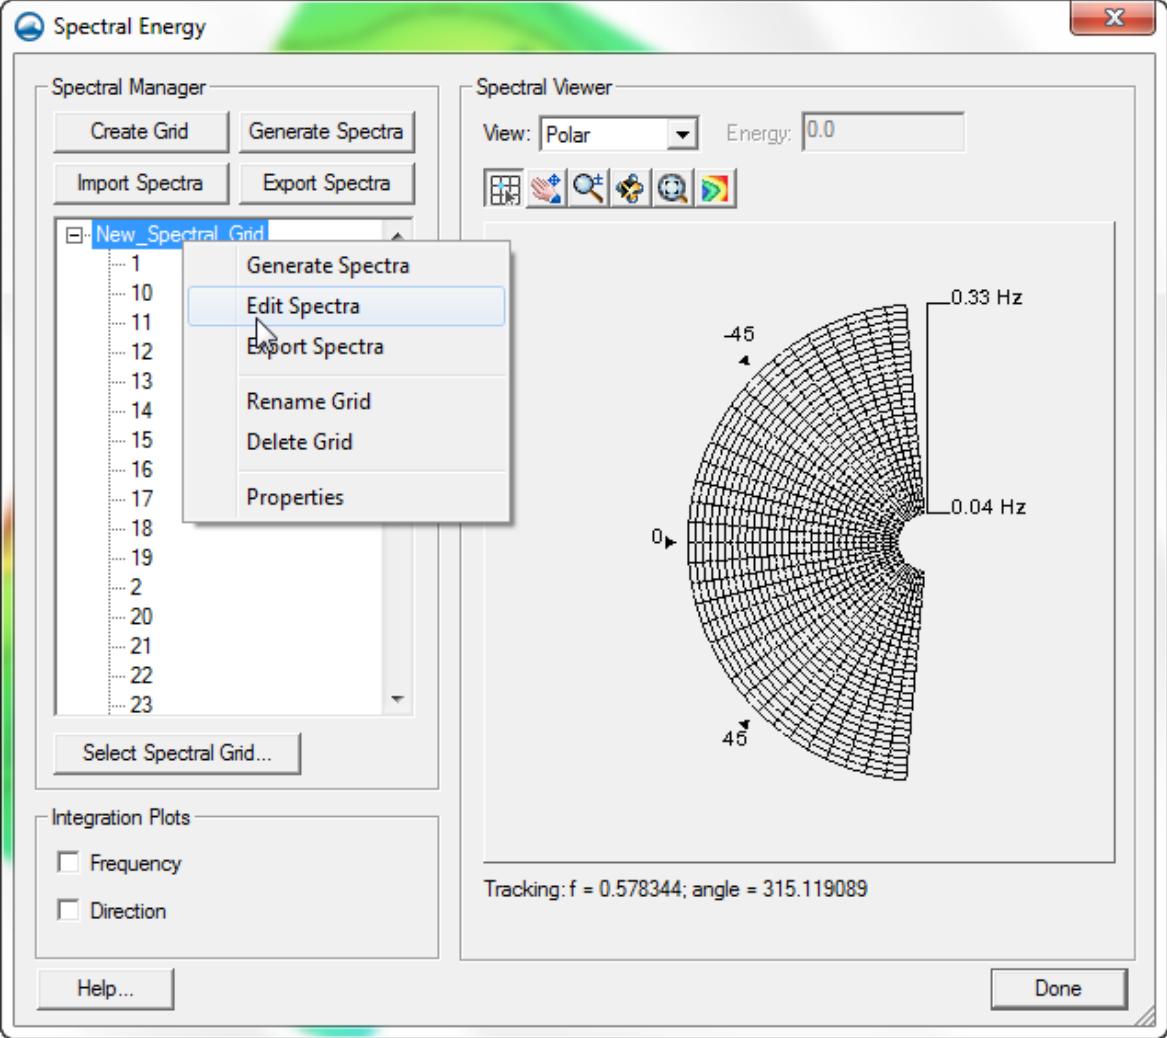 Spectral Energy
Spectral Manager
Create Grid
Generate Spectra
Import Spectra
Export Spectra
New_Spectral_Grid
1
10
11
12
13
14
15
16
17
18
19
2
20
21
22
23
Generate Spectra
Edit Spectra
Export Spectra
Rename Grid
Delete Grid
Properties
Select Spectral Grid...
Integration Plots
Frequency
Direction
Help...
Spectral Viewer
View: Polar
Energy: 0.0
0.33 Hz
-45
0.04 Hz
0
45
Tracking: f = 0.578344; angle = 315.119089
Done